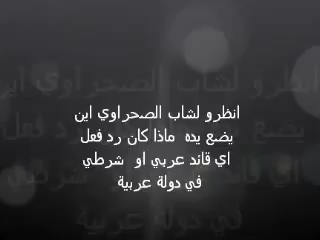 انظرو لشاب الصحراوي اين
يضع يده ماذا كان رد فعل
اي قائد عربي او شرطي
في دولة عربية